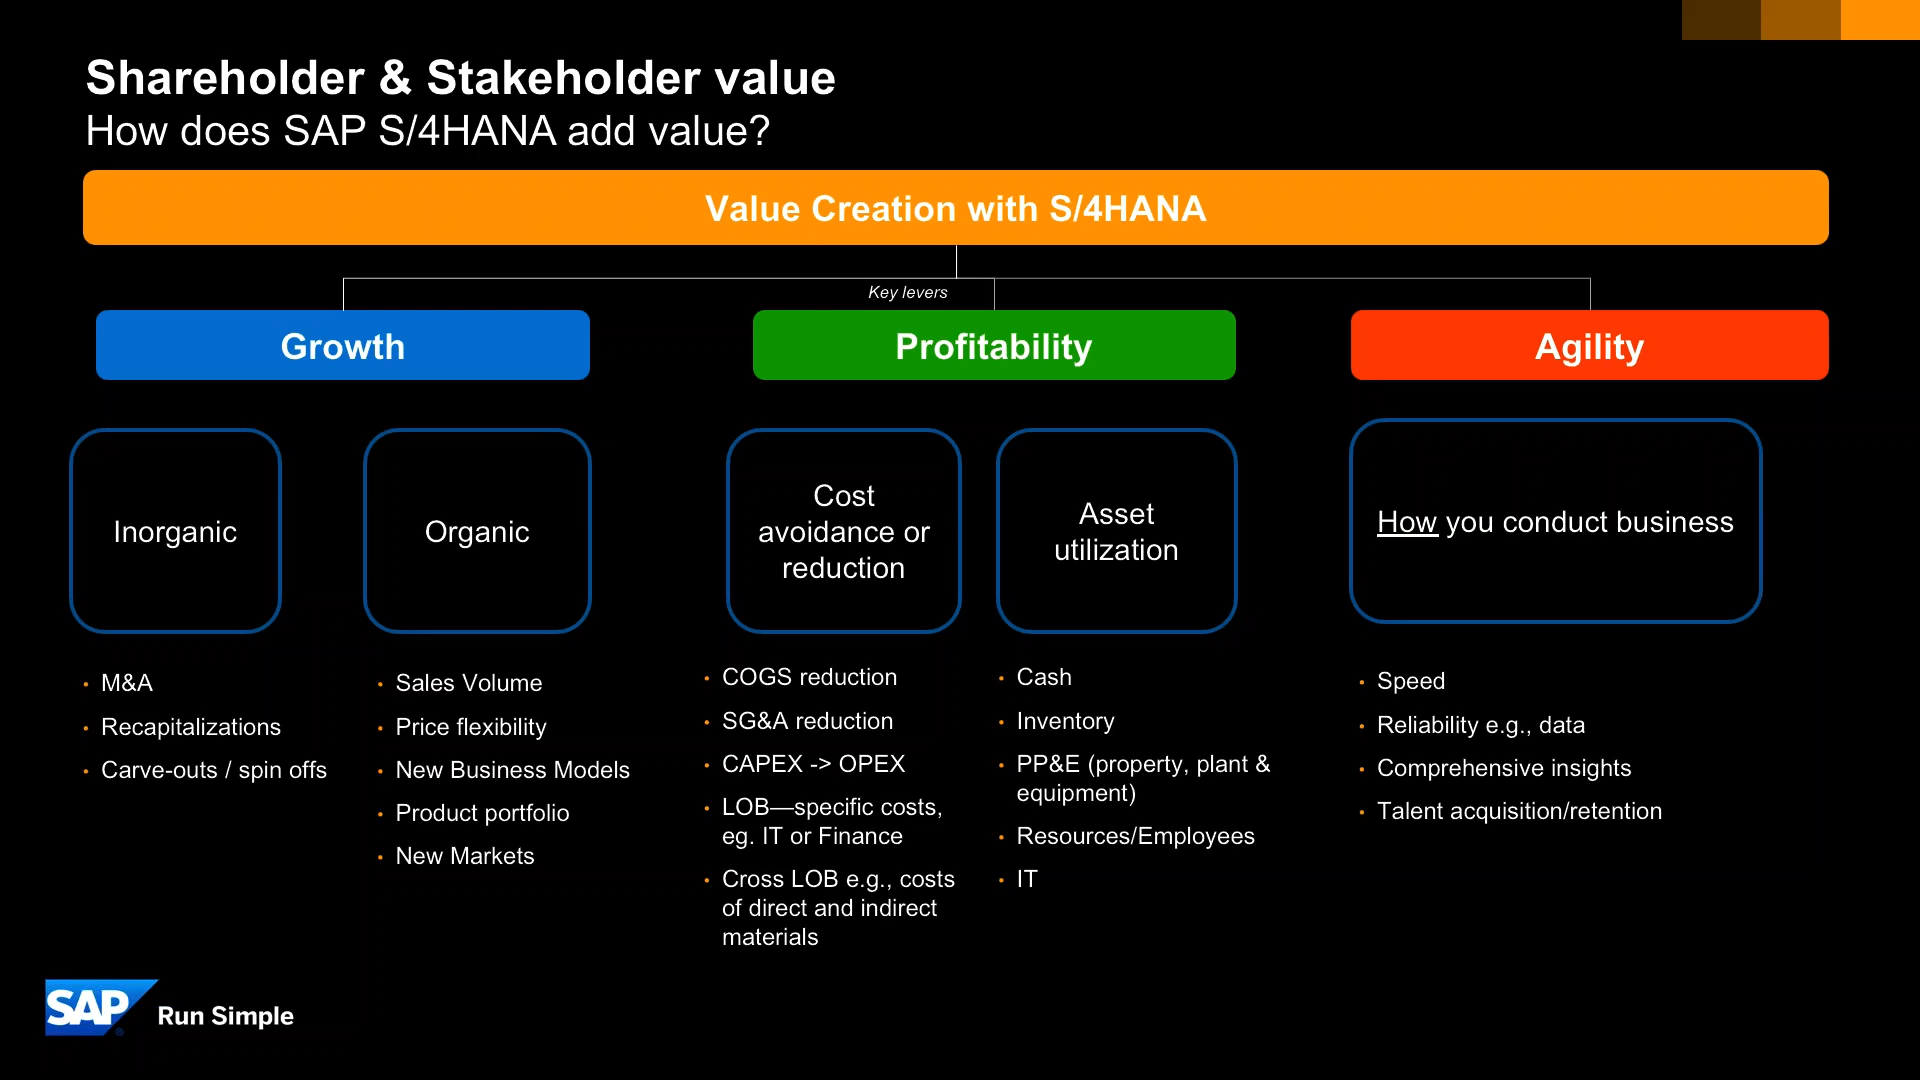 Shareholder & Stakeholder value
How does SAP S/4HANA add value?
Value Creation with S/4HANA
Key levers
Growth
Profitability
Agility
Inorganic
Organic
Cost
avoidance or
reduction
Asset
utilization
How you conduct business
• M&A
• Recapitalizations
• Carve-outs / spin offs
• Sales Volume
• Price flexibility
• New Business Models
• Product portfolio
• New Markets
• COGS reduction
• SG&A reduction
• CAPEX -> OPEX
• LOB—specific costs,
eg. IT or Finance
• Cross LOB e.g., costs
of direct and indirect
materials
• Cash
• Inventory
• PP&E (property, plant &
equipment)
• Resources/Employees
• IT
• Speed
• Reliability e.g., data
• Comprehensive insights
• Talent acquisition/retention
SAP Run Simple